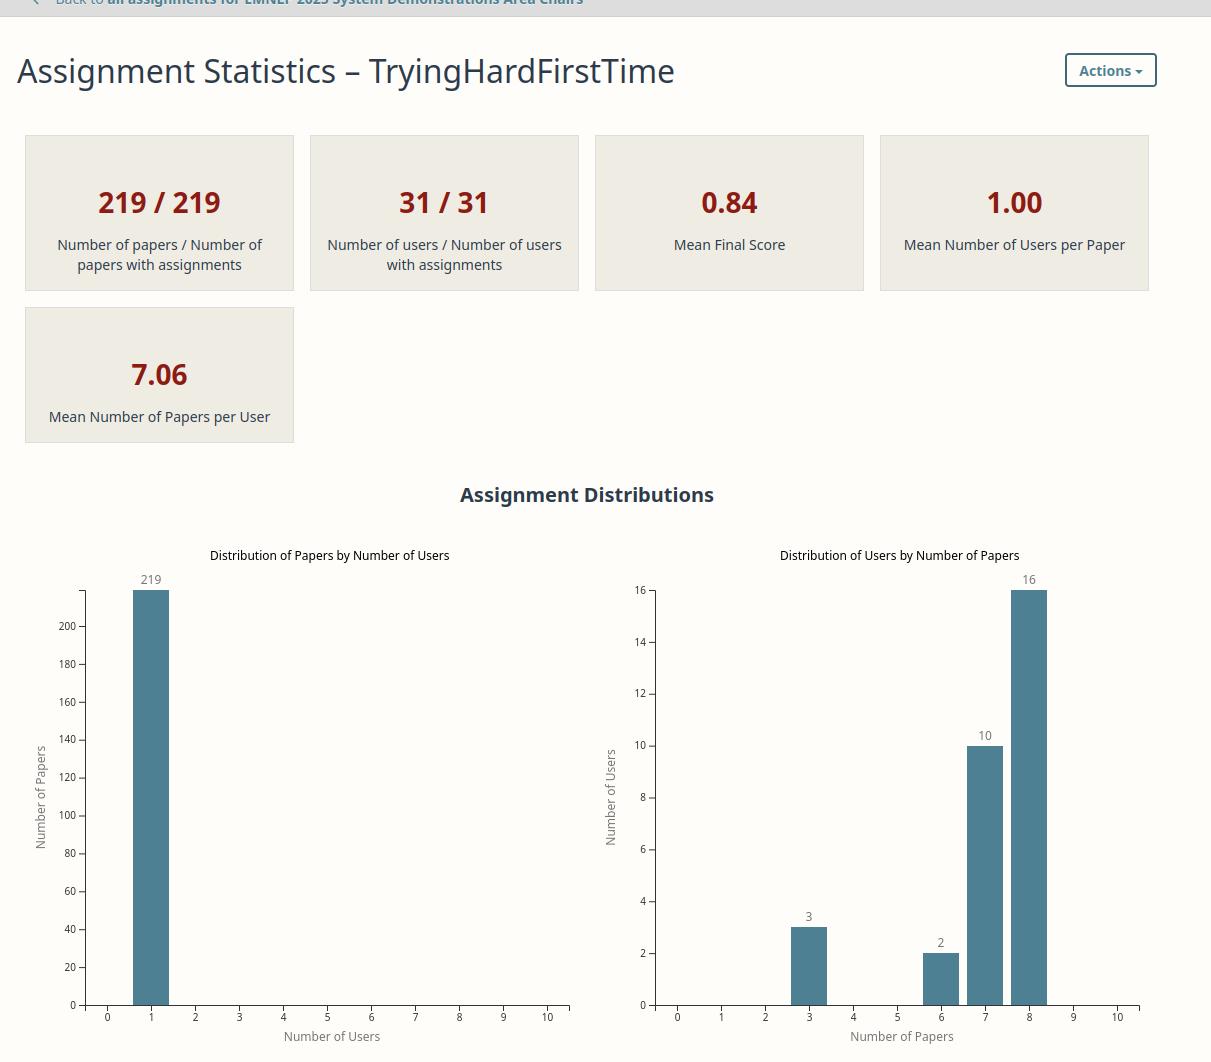 Back to all assignments for EMNLP 2025 System Demonstrations Area Chairs
Assignment Statistics – TryingHardFirstTime
Actions
219 / 219
Number of papers / Number of
papers with assignments
31 / 31
Number of users / Number of users
with assignments
0.84
Mean Final Score
1.00
Mean Number of Users per Paper
7.06
Mean Number of Papers per User
Assignment Distributions
Distribution of Papers by Number of Users
219
200
180
160
140
120
100
80
60
40
20
0
Number of Papers
0 1 2 3 4 5 6 7 8 9 10
Number of Users
Distribution of Users by Number of Papers
16
14
12
10
8
6
4
2
0
Number of Users
3
2
10
16
0 1 2 3 4 5 6 7 8 9 10
Number of Papers